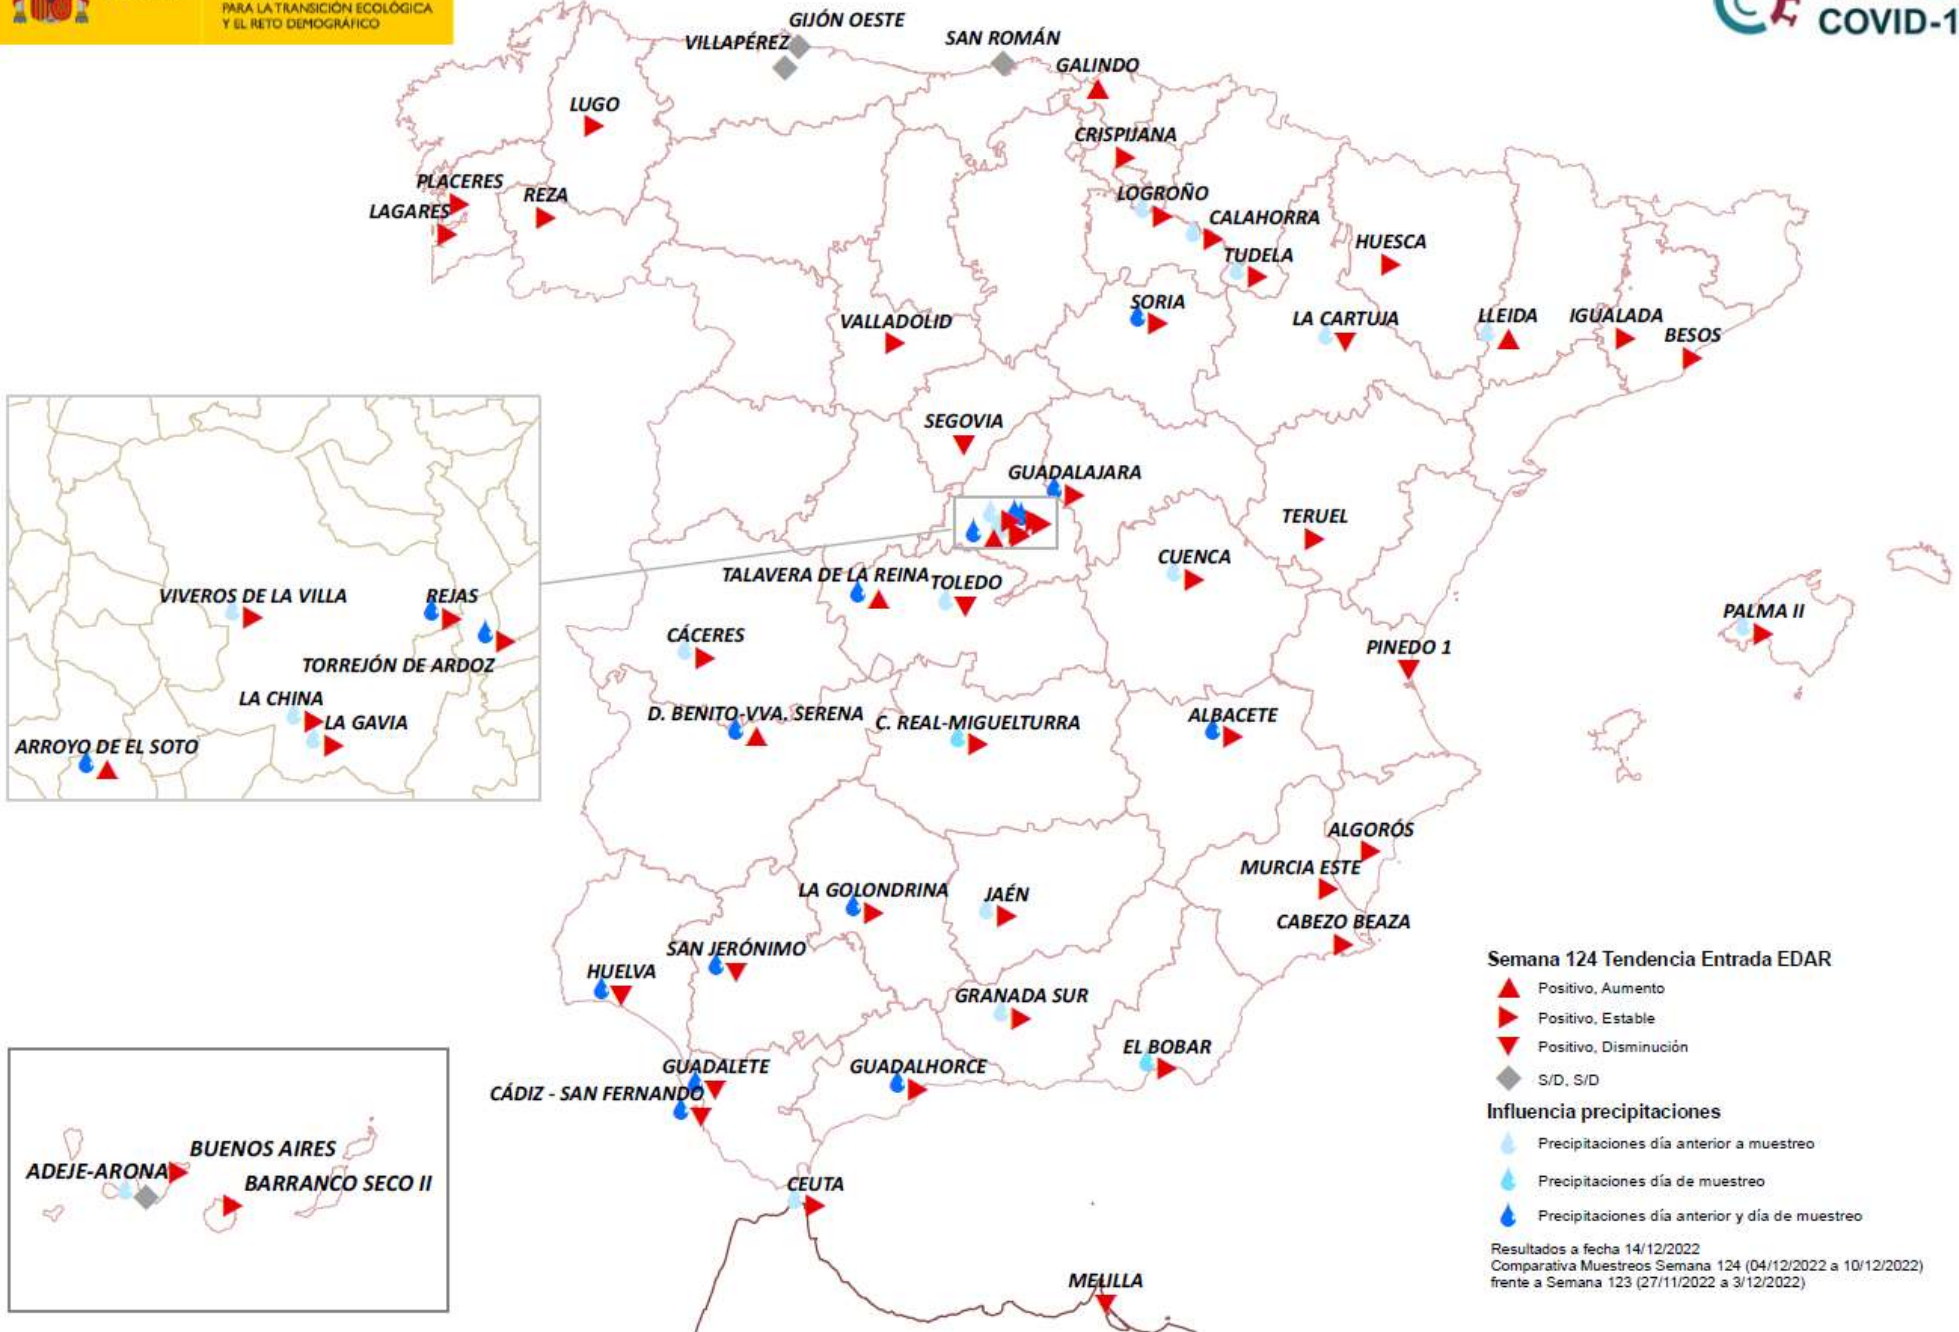 PARA LA TRANSICIÓN ECOLÓGICA
Y EL RETO DEMOGRÁFICO
COVID-1
GIJÓN OESTE
VILLAPÉREZ
SAN ROMÁN
GALINDO
LUGO
CRISPIJANA
PLACERES
REZA
LOGROÑO
LAGARES
CALAHORRA
HUESCA
TUDELA
SORIA
VALLADOLID
LA CARTUJA
LLEIDA
IGUALADA
BESOS
SEGOVIA
GUADALAJARA
TERUEL
CUENCA
TALAVERA DE LA REINA
TOLEDO
VIVEROS DE LA VILLA
REJAS
PALMA II
CÁCERES
PINEDO 1
TORREJÓN DE ARDOZ
LA CHINA
LA GAVIA
D. BENITO-VVA. SERENA
C. REAL-MIGUELTURRA
ALBACETE
ARROYO DE EL SOTO
ALGORÓS
MURCIA ESTE
LA GOLONDRINA
JAÉN
CABEZO BEAZA
SAN JERÓNIMO
HUELVA
GRANADA SUR
EL BOBAR
GUADALETE
GUADALHORCE
CÁDIZ - SAN FERNANDO
BUENOS AIRES
ADEJE-ARONA
BARRANCO SECO II
CEUTA
MELILLA
Semana 124 Tendencia Entrada EDAR
Positivo, Aumento
Positivo, Estable
Positivo, Disminución
S/D, S/D
Influencia precipitaciones
Precipitaciones día anterior a muestreo
Precipitaciones día de muestreo
Precipitaciones día anterior y día de muestreo
Resultados a fecha 14/12/2022
Comparativa Muestreos Semana 124 (04/12/2022 a 10/12/2022)
frente a Semana 123 (27/11/2022 a 3/12/2022)